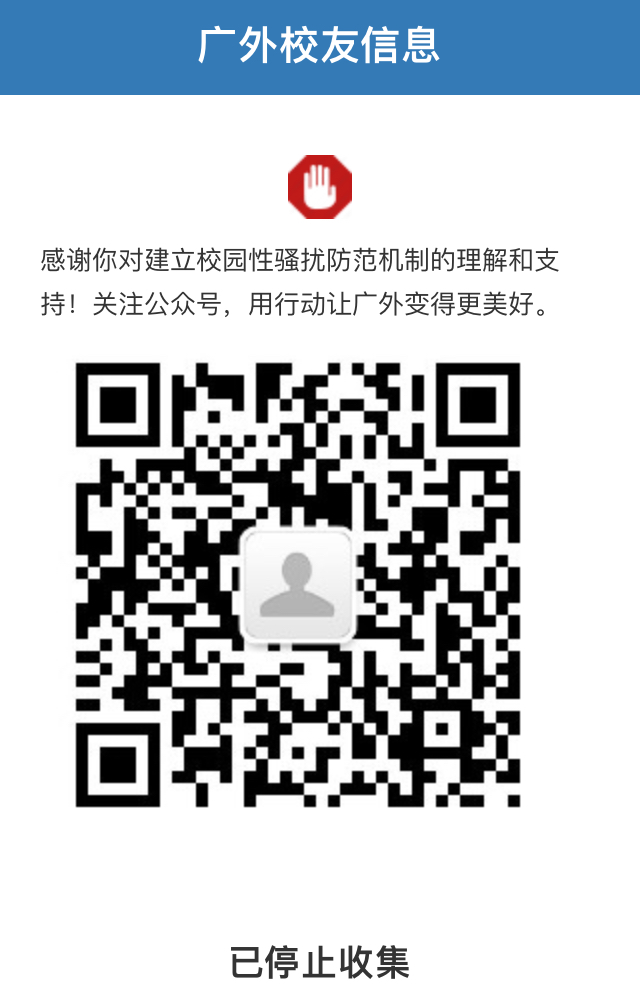 广外校友信息
感谢你对建立校园性骚扰防范机制的理解和支
持！关注公众号，用行动让广外变得更美好。
已停止收集